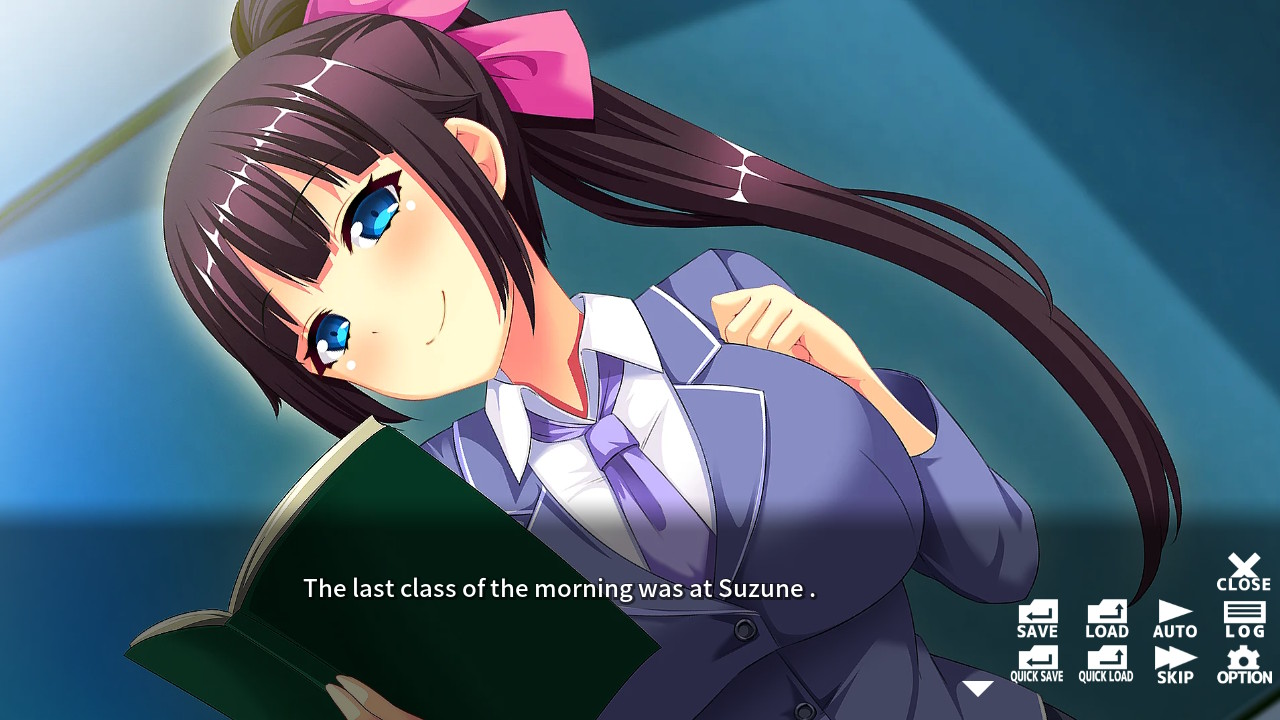 The last class of the morning was at Suzune .
CLOSE
SAVE
LOAD
AUTO
LOG
QUICK SAVE
QUICK LOAD
SKIP
OPTION